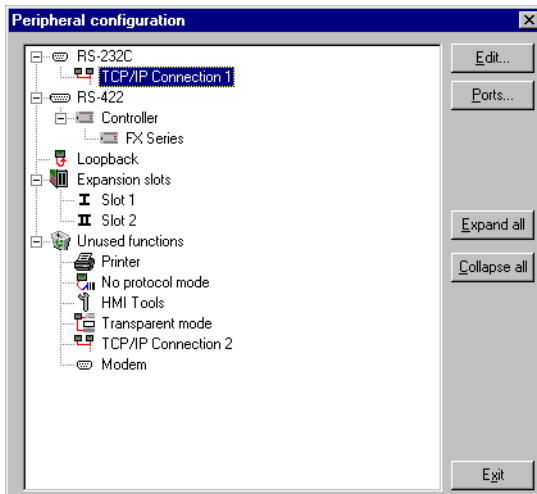 Peripheral configuration
RS-232C
TCP/IP Connection 1
RS-422
Controller
FX Series
Loopback
Expansion slots
I Slot 1
II Slot 2
Unused functions
Printer
No protocol mode
HMI Tools
Transparent mode
TCP/IP Connection 2
Modem
Edit...
Ports...
Expand all
Collapse all
Exit